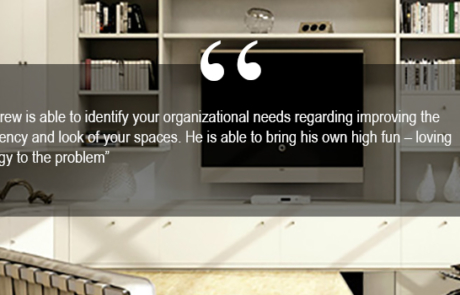 “
rew is able to identify your organizational needs regarding improving the
ency and look of your spaces. He is able to bring his own high fun – loving
gy to the problem”